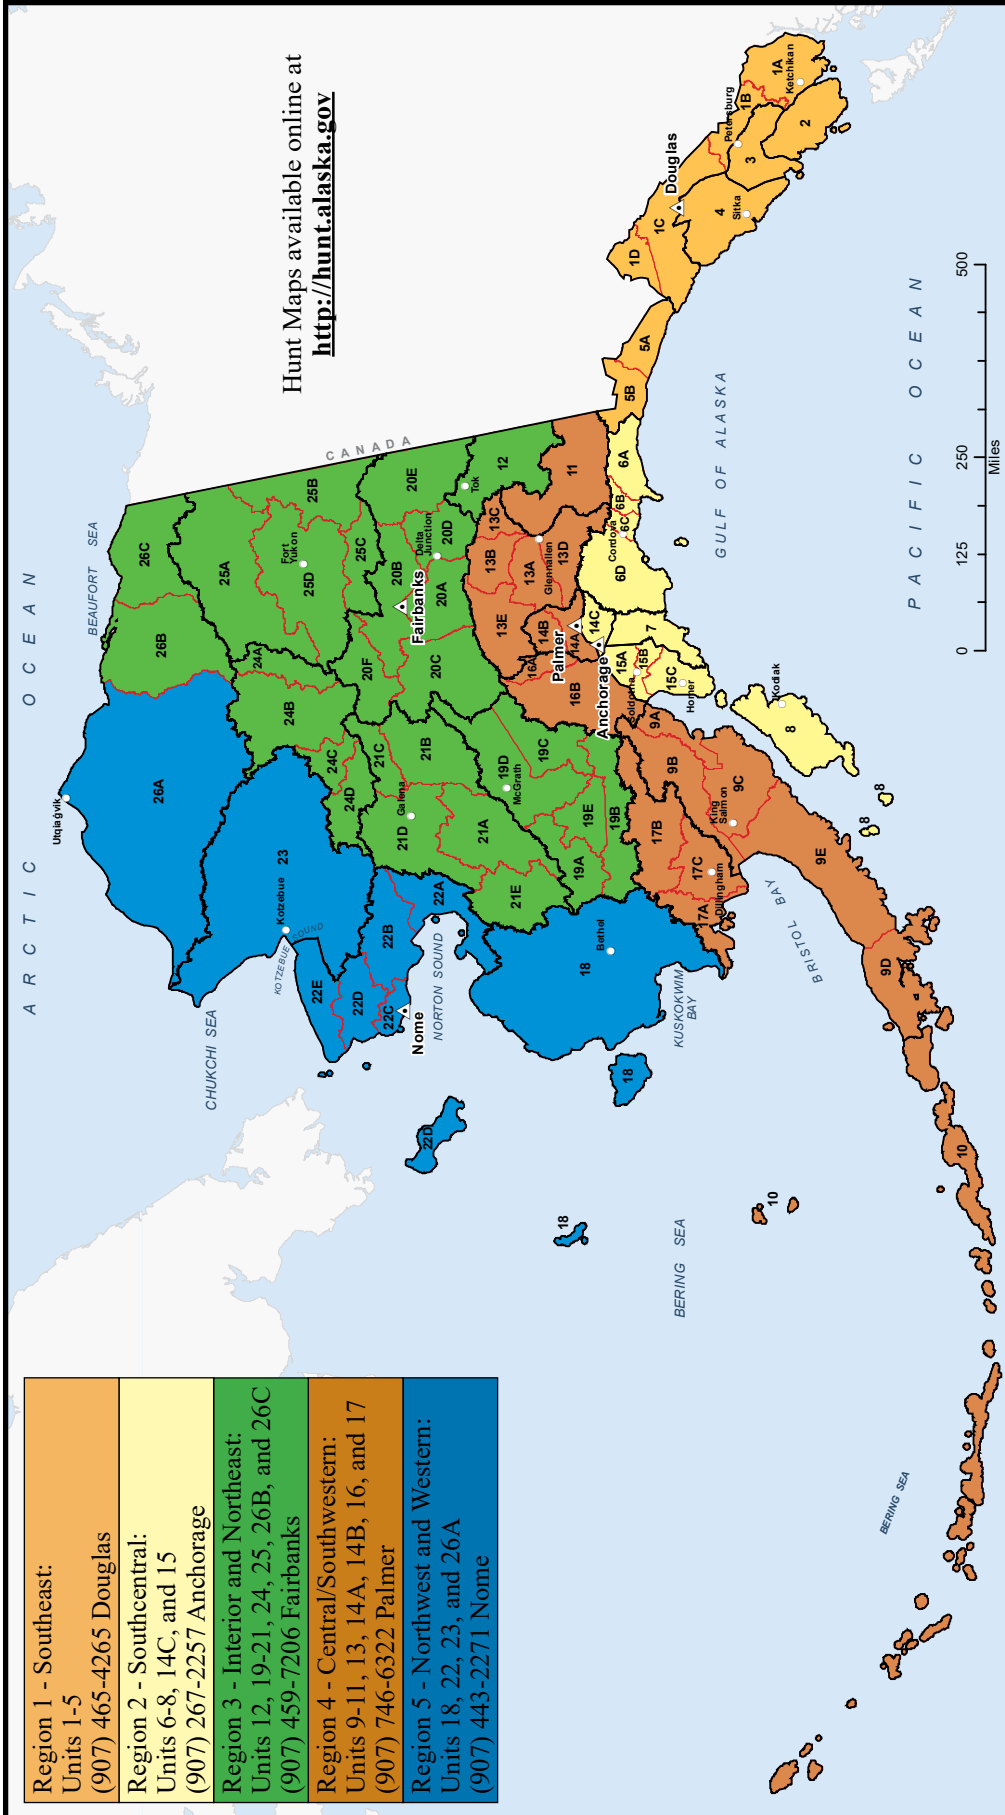 Region 1 - Southeast:
Units 1-5
(907) 465-4265 Douglas
Region 2 - Southcentral:
Units 6-8, 14C, and 15
(907) 267-2257 Anchorage
Region 3 - Interior and Northeast:
Units 12, 19-21, 24, 25, 26B, and 26C
(907) 459-7206 Fairbanks
Region 4 - Central/Southwestern:
Units 9-11, 13, 14A, 14B, 16, and 17
(907) 746-6322 Palmer
Region 5 - Northwest and Western:
Units 18, 22, 23, and 26A
(907) 443-2271 Nome
Hunt Maps available online at
http://hunt.alaska.gov
ARCTIC OCEAN
BEAUFORT SEA
CHUKCHI SEA
CANADA
Utqiaġvik
26A
26B
26C
25A
25B
Fort
Yukon
25D
25C
24A
24B
24C
24D
23
Kotzebue
KOTZEBUE SOUND
22E
22D
22C
22B
22A
Nome
NORTON SOUND
22D
21D
Galena
21C
21B
21A
21E
20F
20B
Fairbanks
20A
20C
Delta
Junction
20D
20E
Tok
12
19D
McGrath
19C
19A
19E
19B
18
Bethel
18
18
KUSKOKWIM
BAY
13C
13B
13A
13E
Glennallen
13D
11
14B
14A
Palmer
16A
16B
14C
Anchorage
15A
Soldotna
15B
15C
Homer
7
6D
Cordova
6C
6B
6A
5B
5A
1D
1C
Douglas
4
Sitka
Petersburg
3
1B
1A
Ketchikan
2
GULF OF ALASKA
9A
9B
9C
King
Salmon
17B
17C
17A
Dillingham
BRISTOL BAY
9E
9D
8
Kodiak
8
8
10
10
BERING SEA
BERING SEA
PACIFIC OCEAN
0
125
250
500
Miles